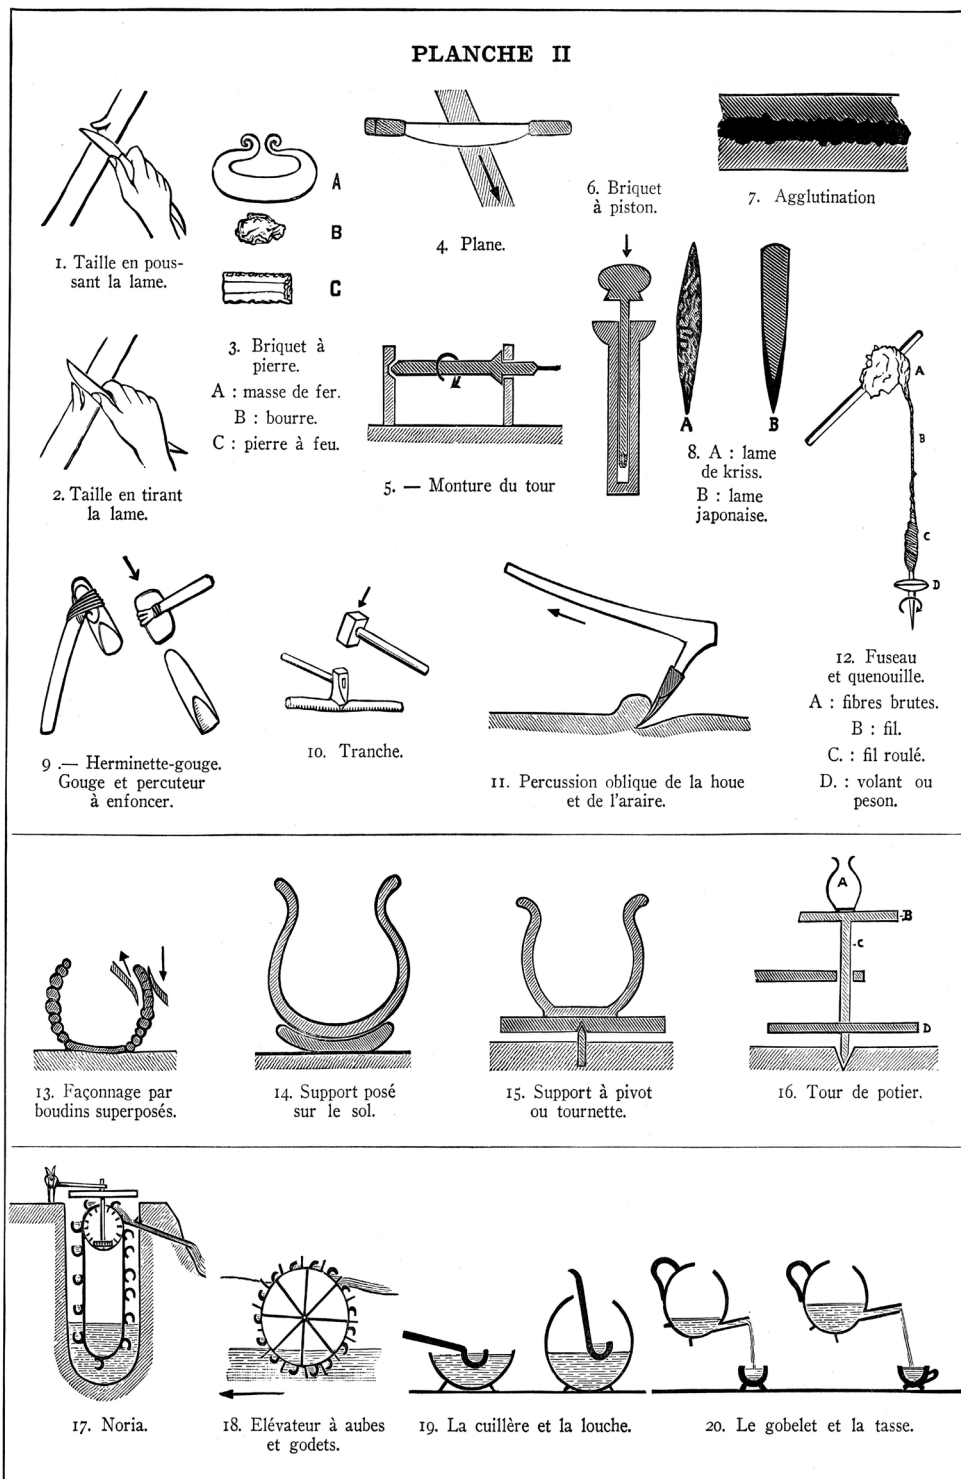 PLANCHE II
1. Taille en pous-
sant la lame.
A
B
C
2. Taille en tirant
la lame.
3. Briquet à
pierre.
A : masse de fer.
B : bourre.
C : pierre à feu.
4. Plane.
5. — Monture du tour
6. Briquet
à piston.
7. Agglutination
A
B
8. A : lame
de kriss.
B : lame
japonaise.
9 .— Herminette-gouge.
Gouge et percuteur
à enfoncer.
10. Tranche.
11. Percussion oblique de la houe
et de l'araire.
A
B
C
D
12. Fuseau
et quenouille.
A : fibres brutes.
B : fil.
C. : fil roulé.
D. : volant ou
peson.
13. Façonnage par
boudins superposés.
14. Support posé
sur le sol.
15. Support à pivot
ou tournette.
A
B
C
D
16. Tour de potier.
17. Noria.
18. Elévateur à aubes
et godets.
19. La cuillère et la louche.
20. Le gobelet et la tasse.